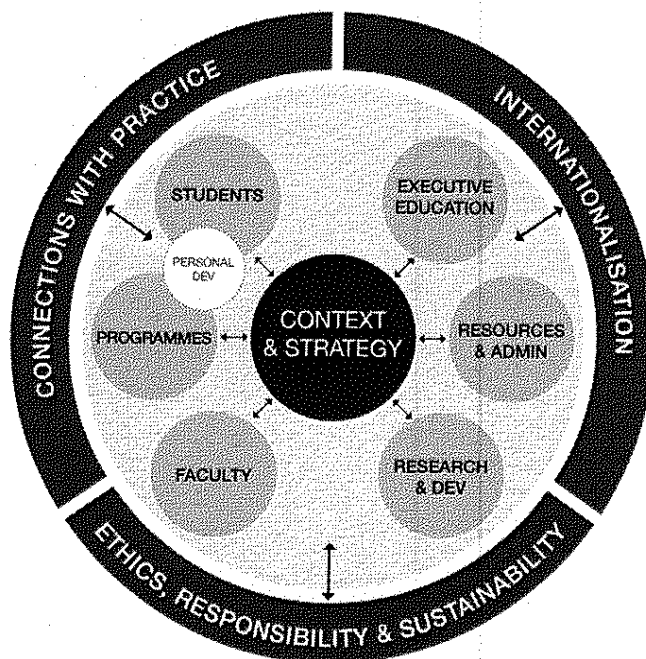 CONNECTIONS WITH PRACTICE
INTERNATIONALISATION
STUDENTS
EXECUTIVE
EDUCATION
PERSONAL
DEV
CONTEXT
& STRATEGY
PROGRAMMES
RESOURCES
& ADMIN
FACULTY
RESEARCH
& DEV
ETHICS, RESPONSIBILITY & SUSTAINABILITY